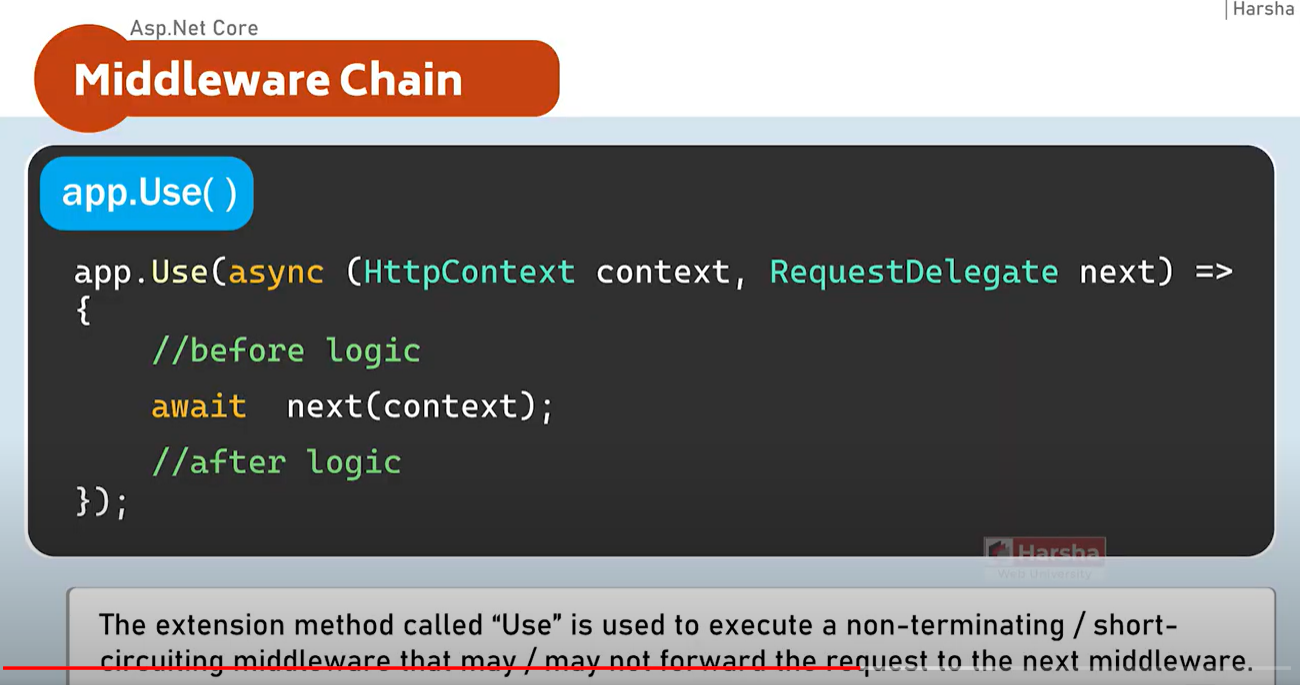 Asp.Net Core
| Harsha
Middleware Chain
app.Use( )
app.Use(async (HttpContext context, RequestDelegate next) =>
{
//before logic
await next(context);
//after logic
});
Harsha
Web University
The extension method called “Use” is used to execute a non-terminating / short-
circuiting middleware that may / may not forward the request to the next middleware.